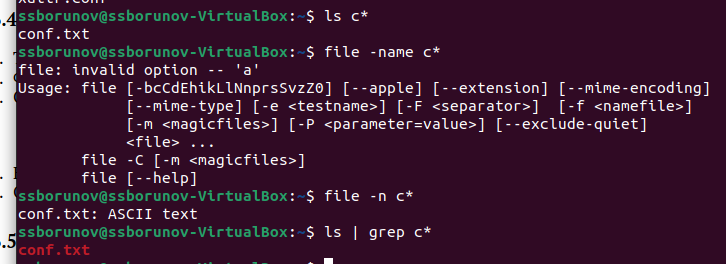 xattr.conf
ssborunov@ssborunov-VirtualBox:~$ ls c*
conf.txt
ssborunov@ssborunov-VirtualBox:~$ file -name c*
file: invalid option -- 'a'
Usage: file [-bcCdEhikLlNnprsSvzZ0] [--apple] [--extension] [--mime-encoding]
            [--mime-type] [-e <testname>] [-F <separator>]  [-f <namefile>]
            [-m <magicfiles>] [-P <parameter=value>] [--exclude-quiet]
            <file> ...
       file -C [-m <magicfiles>]
       file [--help]
ssborunov@ssborunov-VirtualBox:~$ file -n c*
conf.txt: ASCII text
ssborunov@ssborunov-VirtualBox:~$ ls | grep c*
conf.txt
ssborunov@ssborunov-VirtualBox:~$